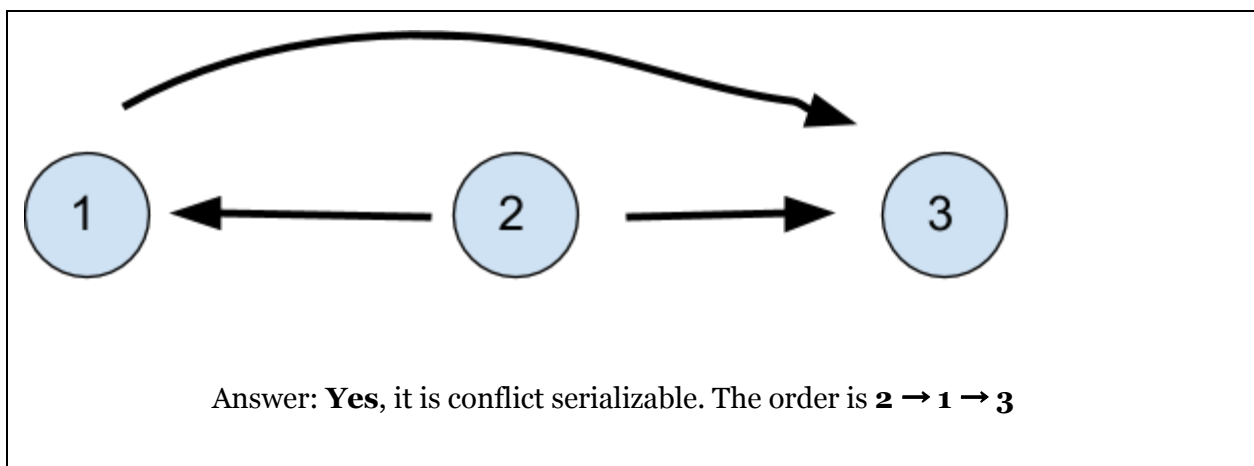 1 2 3
Answer: Yes, it is conflict serializable. The order is 2 → 1 → 3